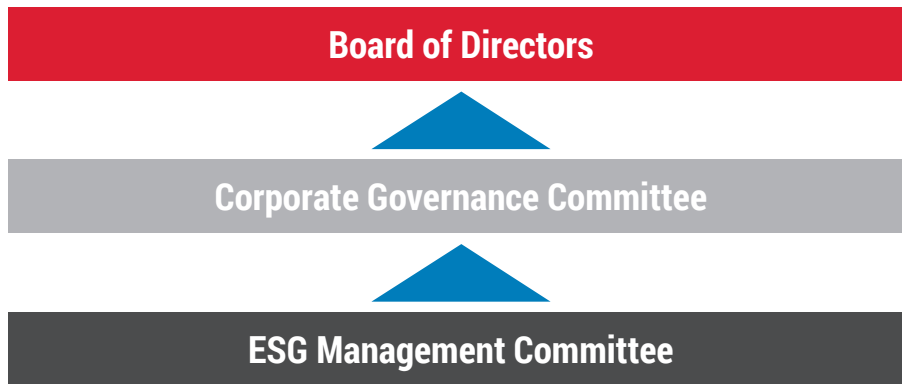 Board of Directors
Corporate Governance Committee
ESG Management Committee